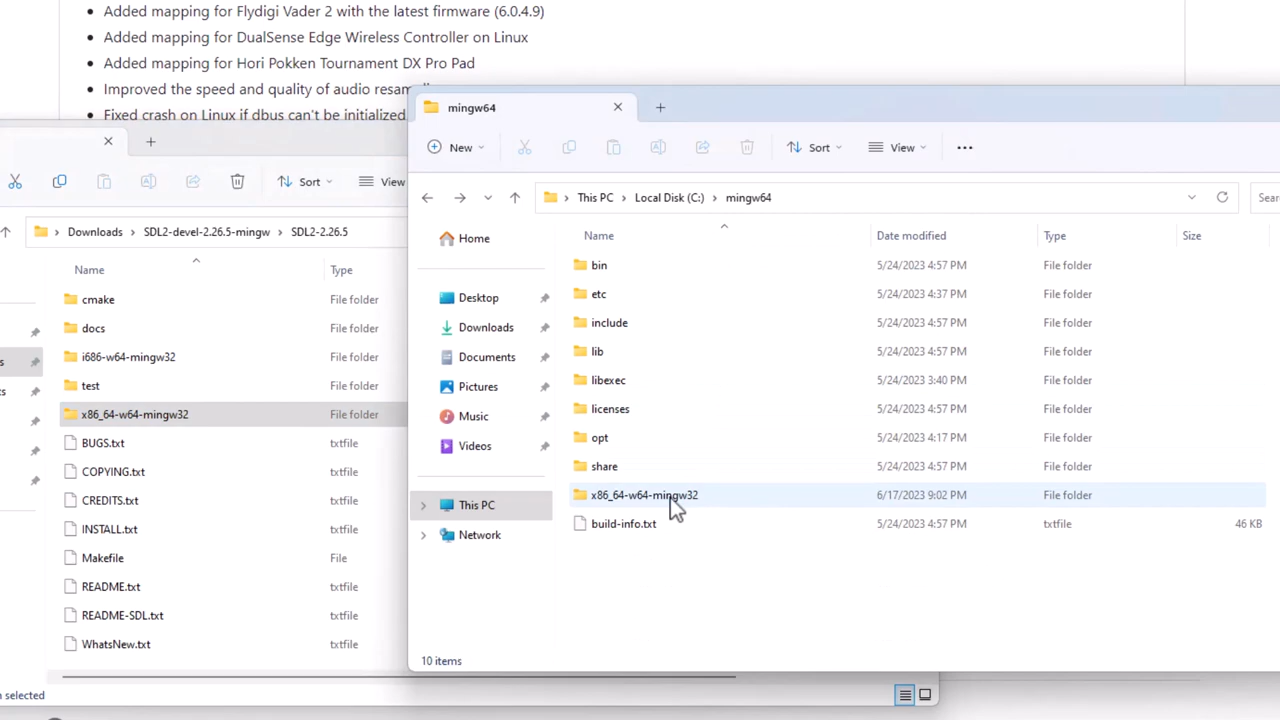 Added mapping for Flydigi Vader 2 with the latest firmware (6.0.4.9)
Added mapping for DualSense Edge Wireless Controller on Linux
Added mapping for Hori Pokken Tournament DX Pro Pad
Improved the speed and quality of audio
Fixed crash on Linux if dbus can't be initialized.
Sort View
Downloads SDL2-devel-2.26.5-mingw SDL2-2.26.5
Name Type
cmake File folder
docs File folder
i686-w64-mingw32 File folder
test File folder
x86_64-w64-mingw32 File folder
BUGS.txt txtfile
COPYING.txt txtfile
CREDITS.txt txtfile
INSTALL.txt txtfile
Makefile File
README.txt txtfile
README-SDL.txt txtfile
WhatsNew.txt txtfile
selected
mingw64
New Sort View
This PC Local Disk (C:) mingw64
Home
Desktop
Downloads
Documents
Pictures
Music
Videos
This PC
Network
Name Date modified Type Size
bin 5/24/2023 4:57 PM File folder
etc 5/24/2023 4:37 PM File folder
include 5/24/2023 4:57 PM File folder
lib 5/24/2023 4:57 PM File folder
libexec 5/24/2023 3:40 PM File folder
licenses 5/24/2023 4:57 PM File folder
opt 5/24/2023 4:17 PM File folder
share 5/24/2023 4:57 PM File folder
x86_64-w64-mingw32 6/17/2023 9:02 PM File folder
build-info.txt 5/24/2023 4:57 PM txtfile 46 KB
10 items